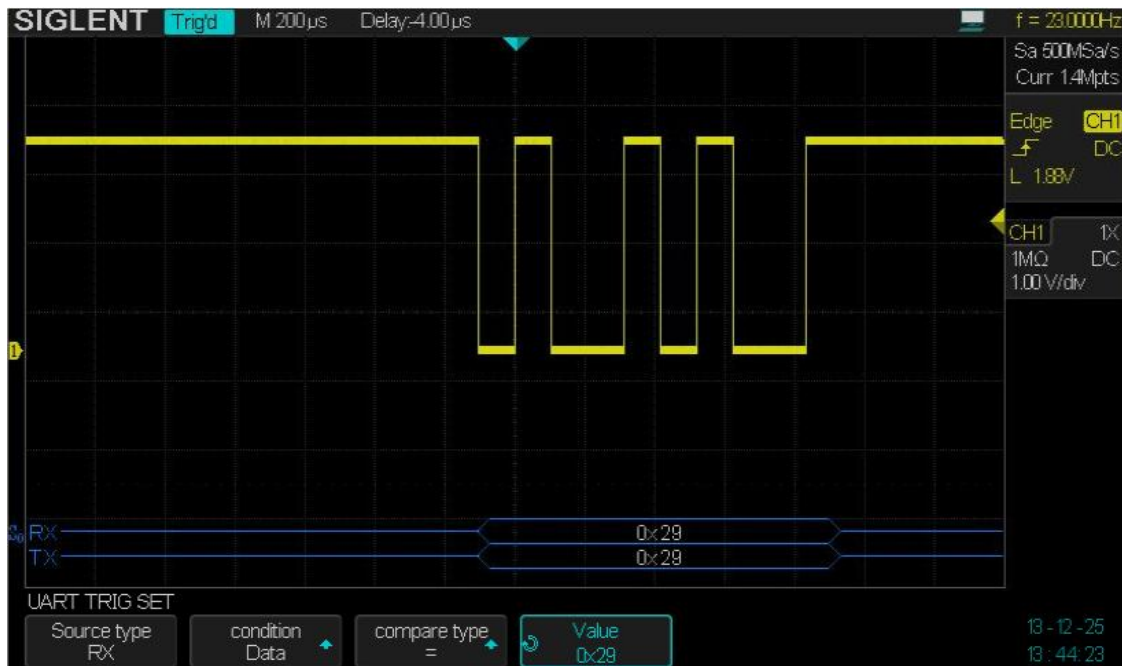 SIGLENT Trig'd M 200µs Delay:-4.00µs f = 23.0000Hz
Sa 500MSa/s
Curr 1.4Mpts
Edge CH1
DC
L 1.88V
CH1 1X
1MΩ DC
1.00 V/div
1
RX 0x29
TX 0x29
UART TRIG SET
Source type condition compare type Value
RX Data = 0x29
13-12-25
13:44:23